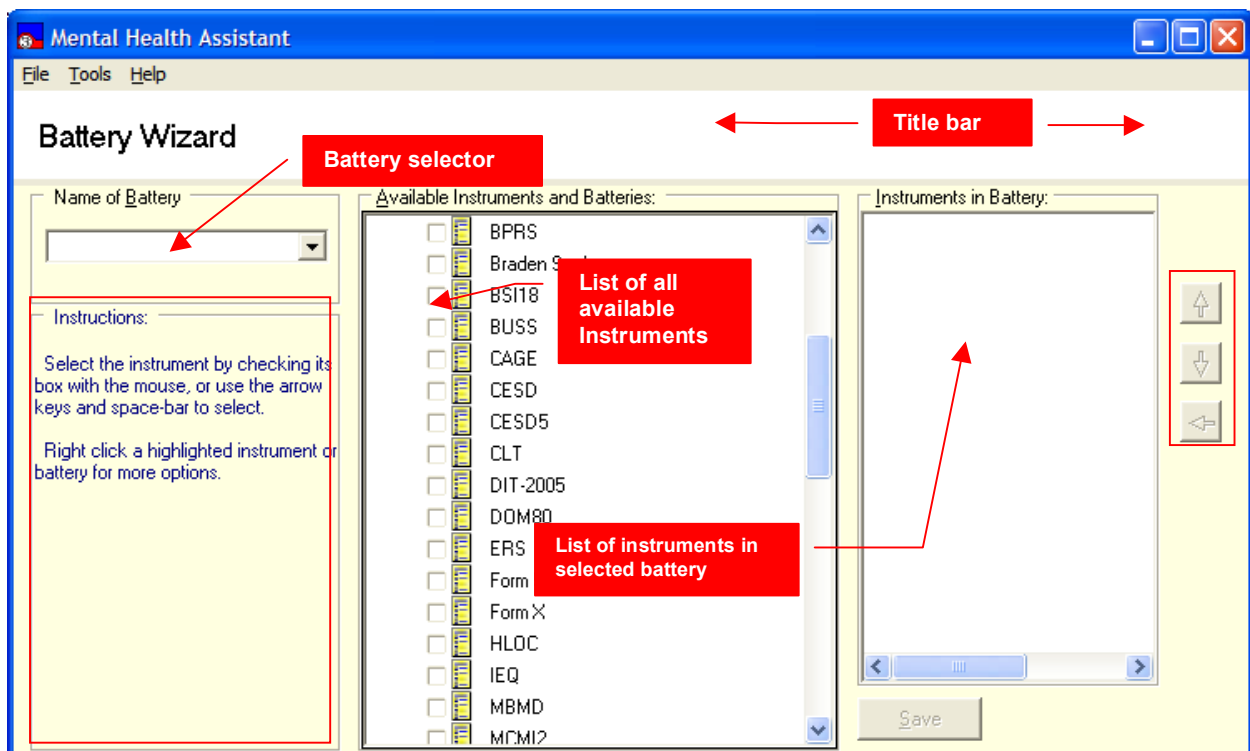 Mental Health Assistant
File Tools Help
Battery Wizard
Title bar
Battery selector
Name of Battery
Available Instruments and Batteries:
Instruments in Battery:
BPRS
Braden
BSI18
BUSS
CAGE
CESD
CESD5
CLT
DIT-2005
DOM80
ERS
Form
Form X
HLOC
IEQ
MBMD
MCMI2
List of all
available
Instruments
List of instruments in
selected battery
Instructions:
Select the instrument by checking its
box with the mouse, or use the arrow
keys and space-bar to select.
Right click a highlighted instrument or
battery for more options.
Save